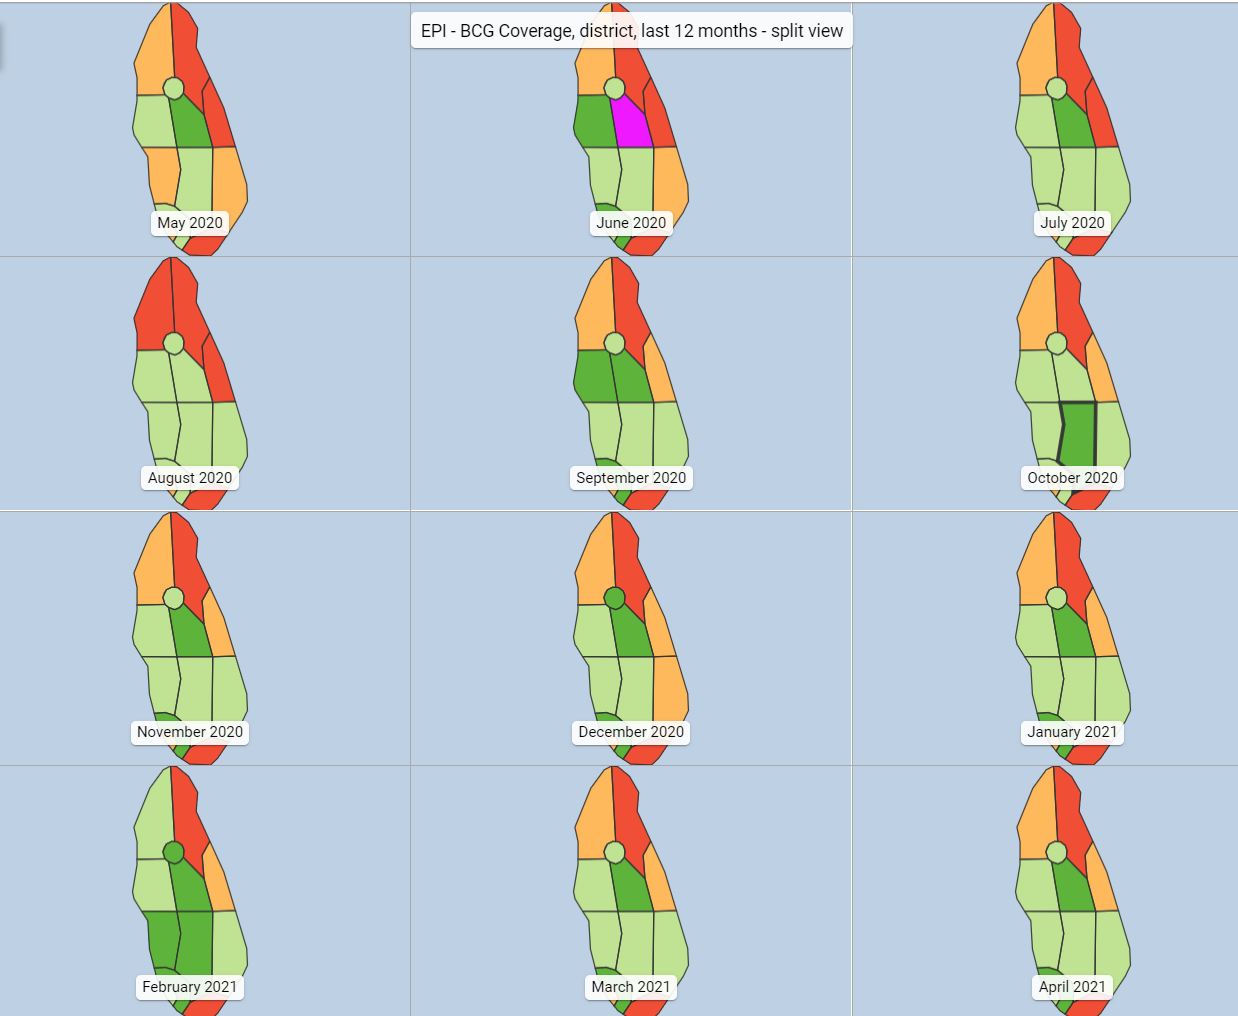 EPI - BCG Coverage, district, last 12 months - split view
May 2020
June 2020
July 2020
August 2020
September 2020
October 2020
November 2020
December 2020
January 2021
February 2021
March 2021
April 2021